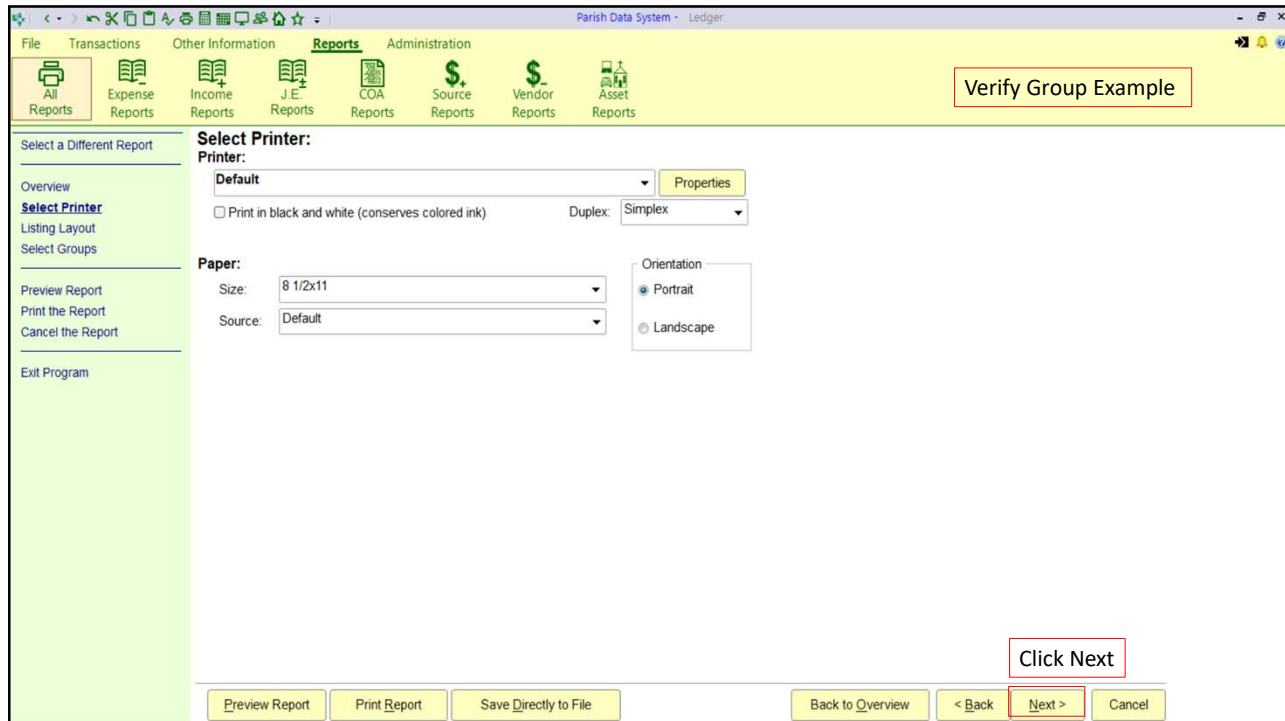 Parish Data System - Ledger
File Transactions Other Information Reports Administration
All Reports
Expense Reports
Income Reports
J.E. Reports
COA Reports
Source Reports
Vendor Reports
Asset Reports
Verify Group Example
Select a Different Report
Overview
Select Printer
Listing Layout
Select Groups
Preview Report
Print the Report
Cancel the Report
Exit Program
Select Printer:
Printer:
Default Properties
Print in black and white (conserves colored ink) Duplex: Simplex
Paper:
Size: 8 1/2x11
Source: Default
Orientation
Portrait
Landscape
Click Next
Preview Report Print Report Save Directly to File Back to Overview < Back Next > Cancel